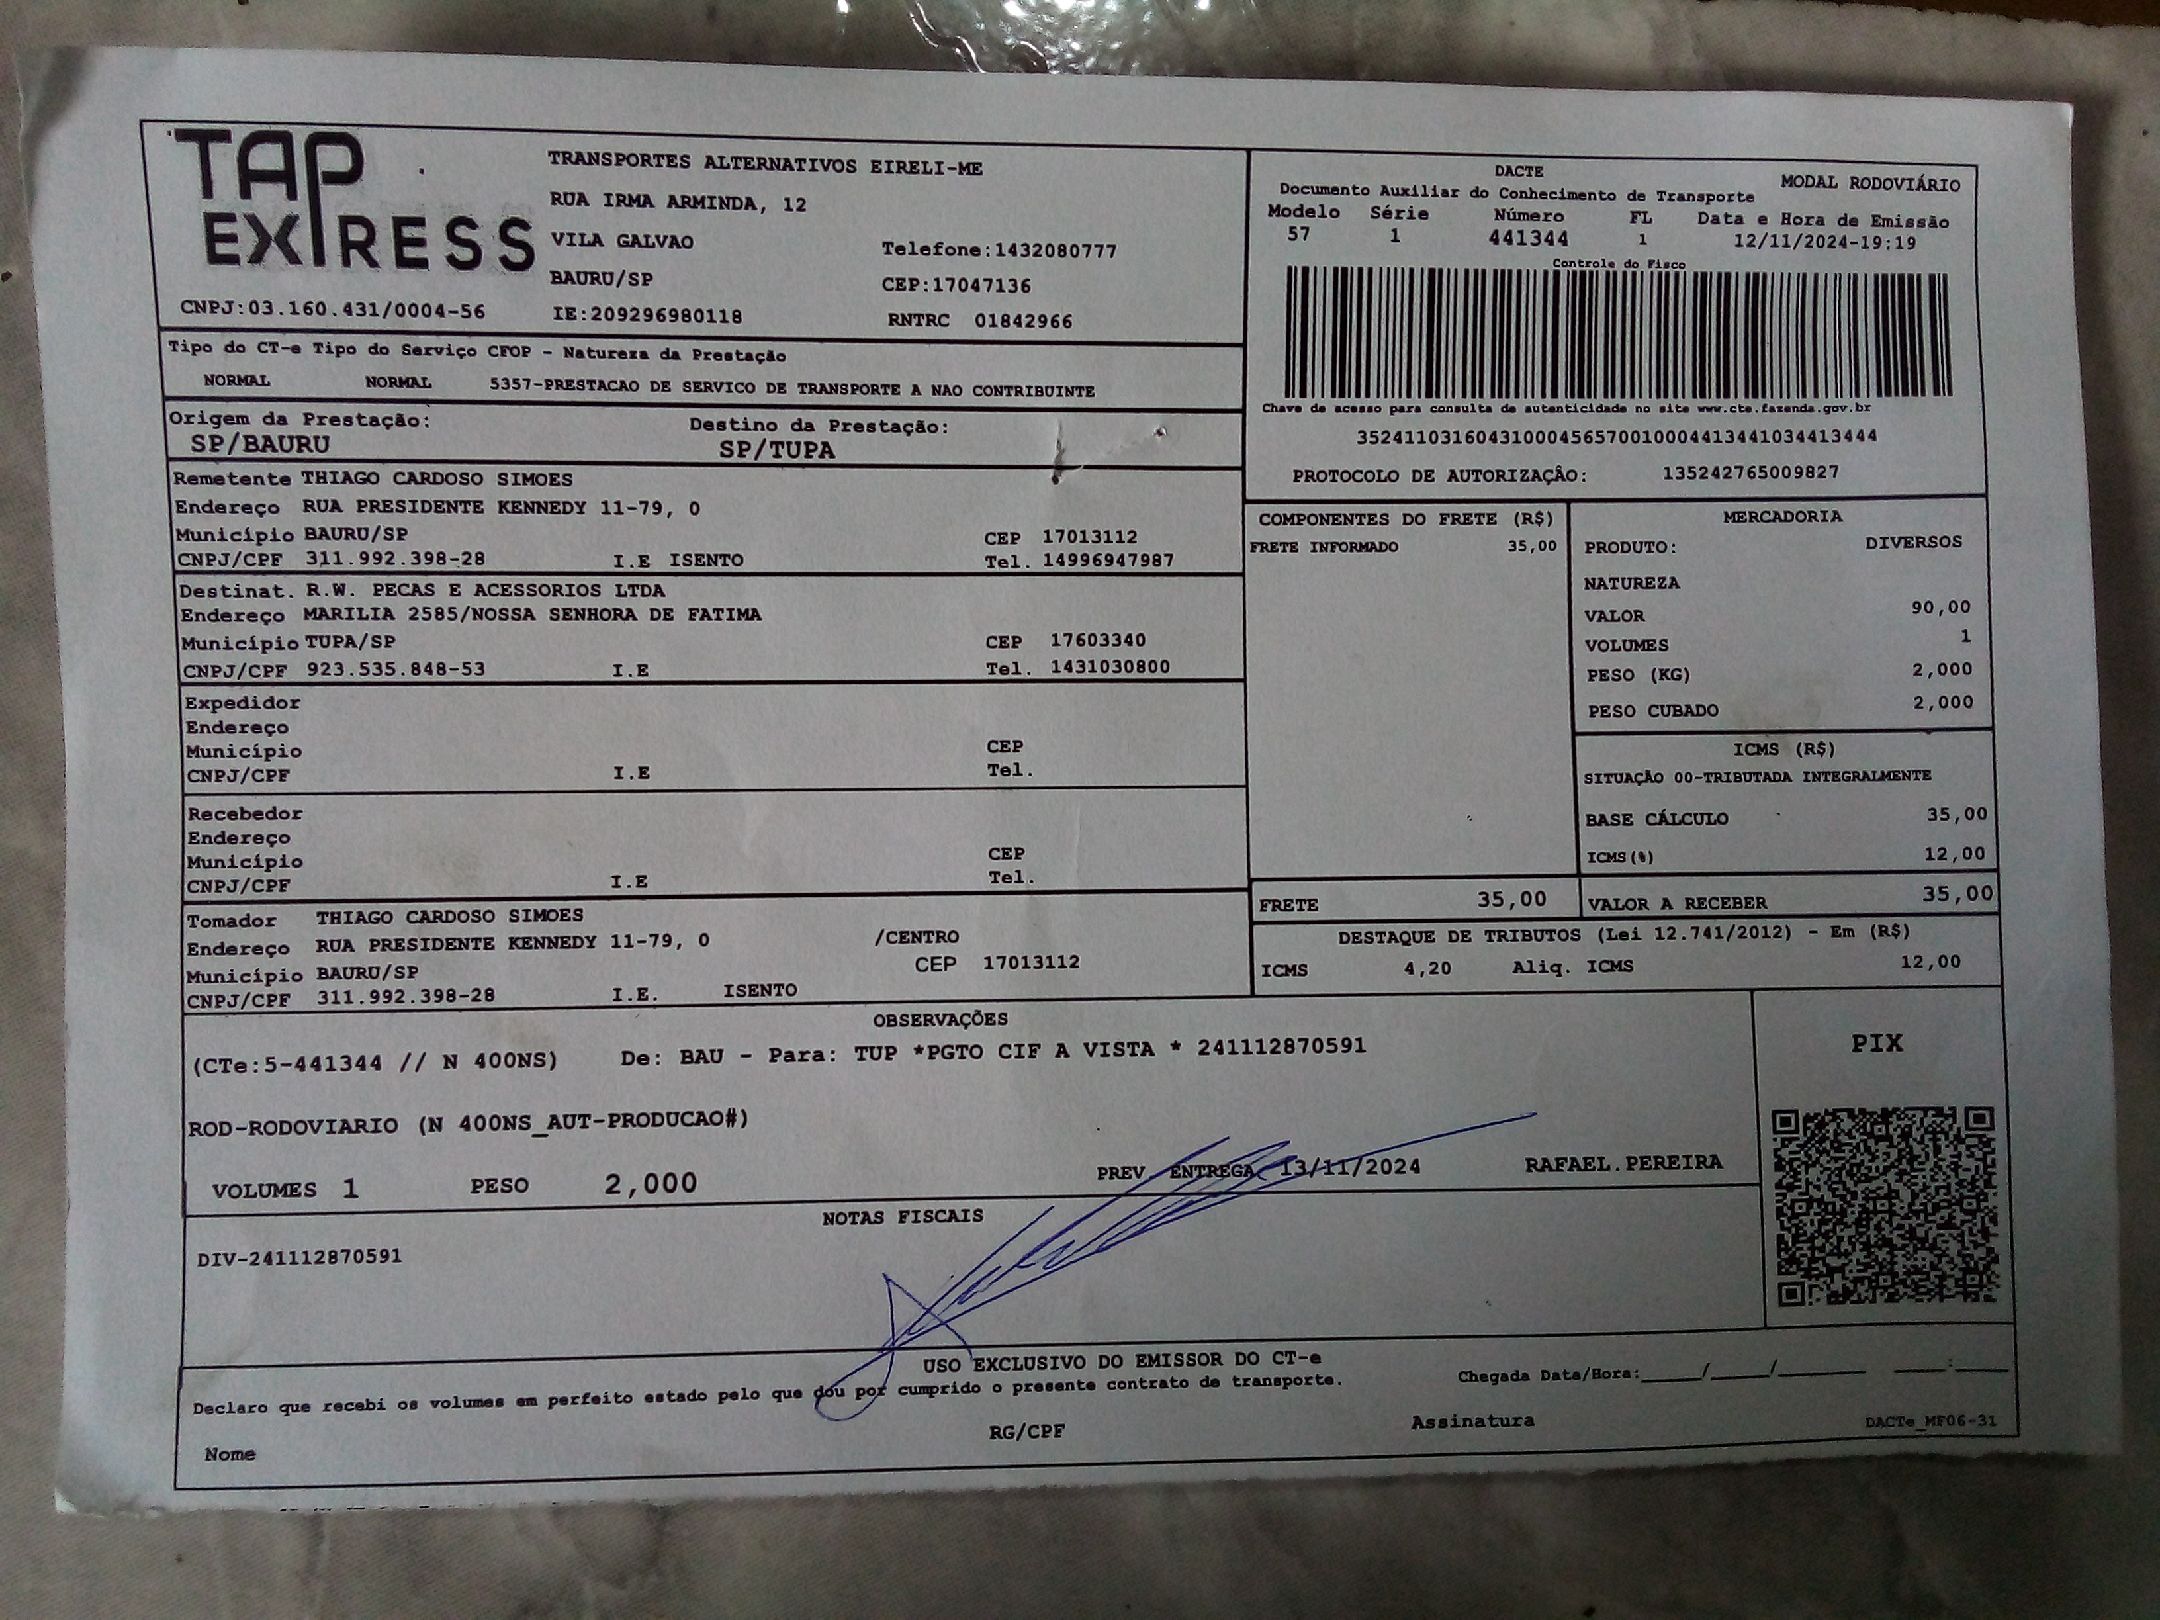 TAP
EXPRESS
CNPJ:03.160.431/0004-56
TRANSPORTES ALTERNATIVOS EIRELI-ME
RUA IRMA ARMINDA, 12
VILA GALVAO Telefone:1432080777
BAURU/SP CEP:17047136
IE:209296980118 RNTRC 01842966
DACTE
Documento Auxiliar do Conhecimento de Transporte MODAL RODOVIÁRIO
Modelo Série Número FL Data e Hora de Emissão
57 1 441344 1 12/11/2024-19:19
Controle do Fisco
Chave de acesso para consulta de autenticidade no site www.cte.fazenda.gov.br
35241103160431000456570010004413441034413444
PROTOCOLO DE AUTORIZAÇÂO: 135242765009827
Tipo do CT-e Tipo do Serviço CFOP - Natureza da Prestação
NORMAL NORMAL 5357-PRESTACAO DE SERVICO DE TRANSPORTE A NAO CONTRIBUINTE
Origem da Prestação: Destino da Prestação:
SP/BAURU SP/TUPA
Remetente THIAGO CARDOSO SIMOES
Endereço RUA PRESIDENTE KENNEDY 11-79, 0
Município BAURU/SP CEP 17013112
CNPJ/CPF 311.992.398-28 I.E ISENTO Tel. 14996947987
Destinat. R.W. PECAS E ACESSORIOS LTDA
Endereço MARILIA 2585/NOSSA SENHORA DE FATIMA
Município TUPA/SP CEP 17603340
CNPJ/CPF 923.535.848-53 I.E Tel. 1431030800
Expedidor
Endereço
Município CEP
CNPJ/CPF I.E Tel.
Recebedor
Endereço
Município CEP
CNPJ/CPF I.E Tel.
Tomador THIAGO CARDOSO SIMOES
Endereço RUA PRESIDENTE KENNEDY 11-79, 0 /CENTRO
Município BAURU/SP CEP 17013112
CNPJ/CPF 311.992.398-28 I.E. ISENTO
COMPONENTES DO FRETE (R$)
FRETE INFORMADO 35,00
MERCADORIA
PRODUTO: DIVERSOS
NATUREZA
VALOR 90,00
VOLUMES 1
PESO (KG) 2,000
PESO CUBADO 2,000
ICMS (R$)
SITUAÇÃO 00-TRIBUTADA INTEGRALMENTE
BASE CÁLCULO 35,00
ICMS(%) 12,00
FRETE 35,00 VALOR A RECEBER 35,00
DESTAQUE DE TRIBUTOS (Lei 12.741/2012) - Em (R$)
ICMS 4,20 Aliq. ICMS 12,00
OBSERVAÇÕES
(CTe:5-441344 // N 400NS) De: BAU - Para: TUP *PGTO CIF A VISTA * 241112870591
ROD-RODOVIARIO (N 400NS_AUT-PRODUCAO#)
VOLUMES 1 PESO 2,000 PREV ENTREGA 13/11/2024 RAFAEL.PEREIRA
PIX
NOTAS FISCAIS
DIV-241112870591
USO EXCLUSIVO DO EMISSOR DO CT-e
Declaro que recebi os volumes em perfeito estado pelo que dou por cumprido o presente contrato de transporte. Chegada Data/Hora:_____/_____/_______ ____:____
Nome RG/CPF Assinatura DACTe_MF06-31